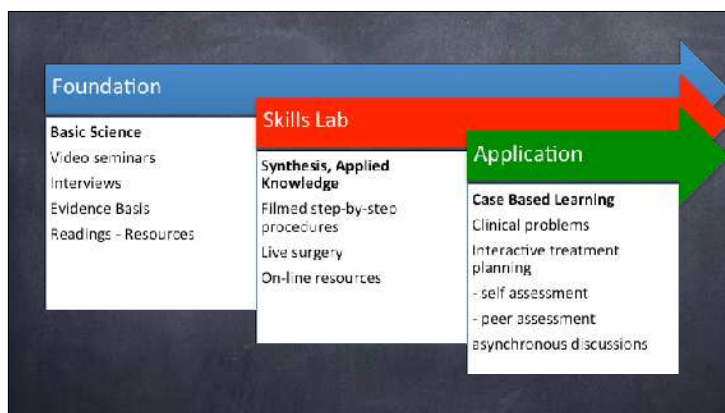 Foundation
Basic Science
Video seminars
Interviews
Evidence Basis
Readings - Resources
Skills Lab
Synthesis, Applied
Knowledge
Filmed step-by-step
procedures
Live surgery
On-line resources
Application
Case Based Learning
Clinical problems
Interactive treatment
planning
- self assessment
- peer assessment
asynchronous discussions